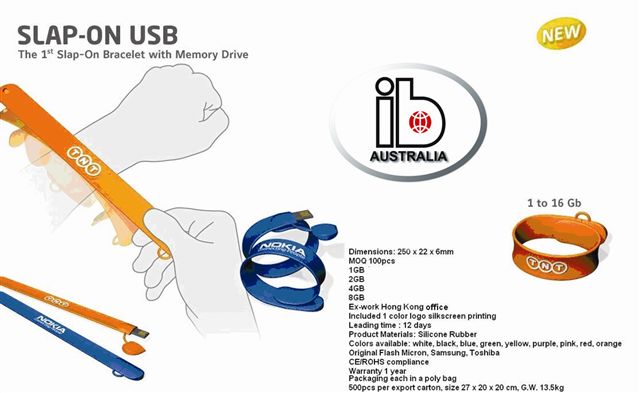 SLAP-ON USB
The 1st Slap-On Bracelet with Memory Drive
NEW
ib
AUSTRALIA
TNT
NOKIA
1 to 16 Gb
TNT
NOKIA
Dimensions: 250 x 22 x 6mm
MOQ 100pcs
1GB
2GB
4GB
8GB
Ex-work Hong Kong office
Included 1 color logo silkscreen printing
Leading time : 12 days
Product Materials: Silicone Rubber
Colors available: white, black, blue, green, yellow, purple, pink, red, orange
Original Flash Micron, Samsung, Toshiba
CE/ROHS compliance
Warranty 1 year
Packaging each in a poly bag
500pcs per export carton, size 27 x 20 x 20 cm, G.W. 13.5kg